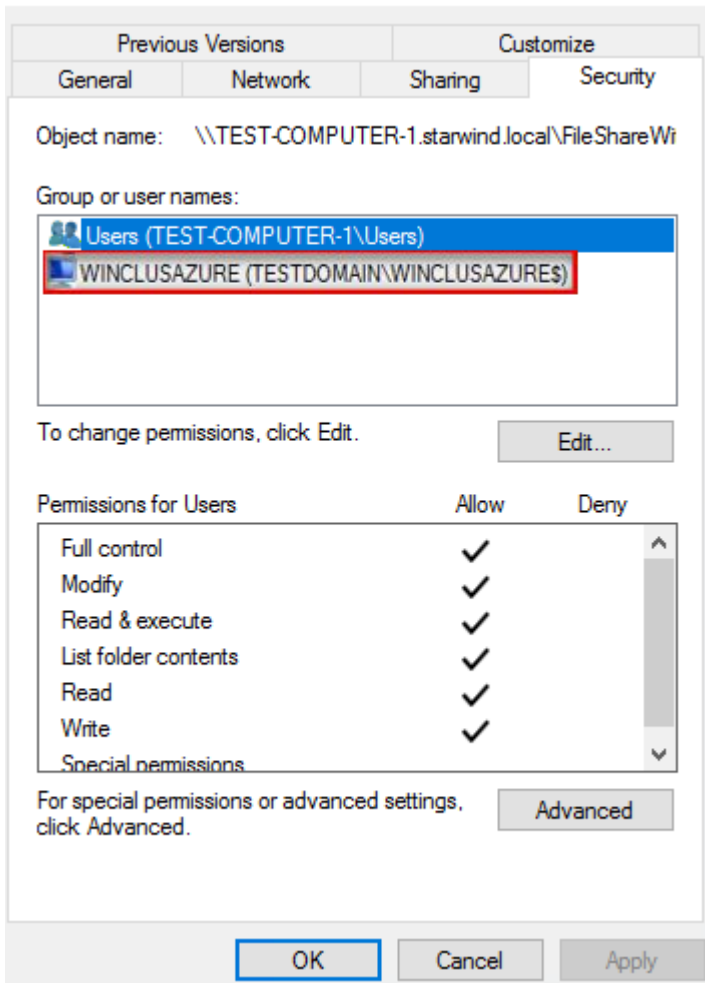 Previous Versions Customize
General Network Sharing Security
Object name: \\TEST-COMPUTER-1.starwind.local\FileShareWi
Group or user names:
Users (TEST-COMPUTER-1\Users)
WINCLUSAZURE (TESTDOMAIN\WINCLUSAZURE$)
To change permissions, click Edit.
Edit...
Permissions for Users Allow Deny
Full control
Modify
Read & execute
List folder contents
Read
Write
Special permissions
For special permissions or advanced settings,
click Advanced.
Advanced
OK Cancel Apply